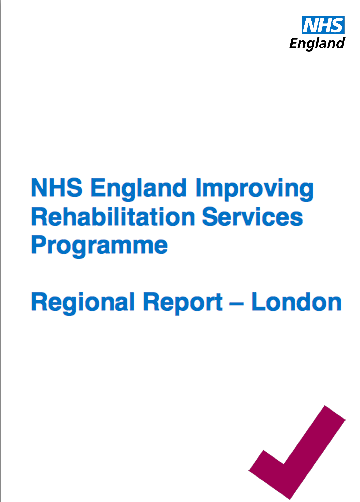 NHS
England
NHS England Improving
Rehabilitation Services
Programme
Regional Report – London